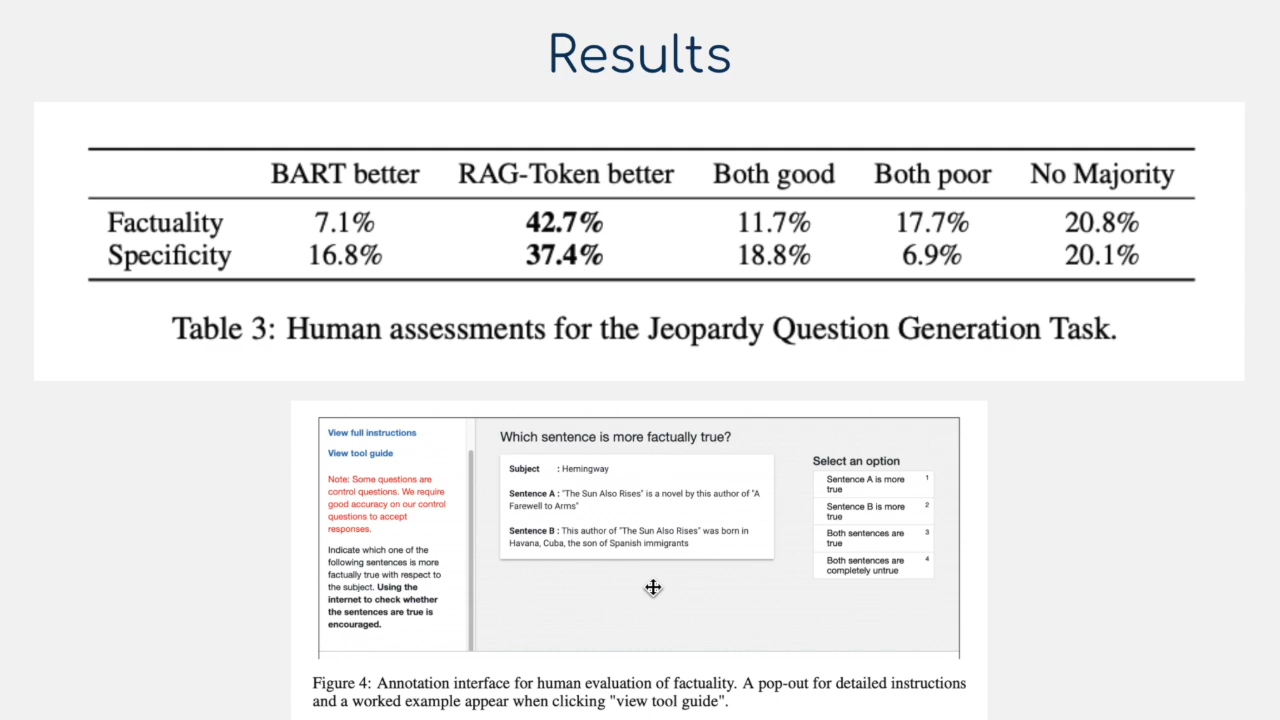 Results
BART better RAG-Token better Both good Both poor No Majority
Factuality 7.1% 42.7% 11.7% 17.7% 20.8%
Specificity 16.8% 37.4% 18.8% 6.9% 20.1%
Table 3: Human assessments for the Jeopardy Question Generation Task.
View full instructions
View tool guide
Note: Some questions are
control questions. We require
good accuracy on our control
questions to accept
responses.
Indicate which one of the
following sentences is more
factually true with respect to
the subject. Using the
internet to check whether
the sentences are true is
encouraged.
Which sentence is more factually true?
Subject : Hemingway
Sentence A : "The Sun Also Rises" is a novel by this author of "A
Farewell to Arms"
Sentence B : This author of "The Sun Also Rises" was born in
Havana, Cuba, the son of Spanish immigrants
Select an option
Sentence A is more 1
true
Sentence B is more 2
true
Both sentences are 3
true
Both sentences are 4
completely untrue
Figure 4: Annotation interface for human evaluation of factuality. A pop-out for detailed instructions
and a worked example appear when clicking "view tool guide".